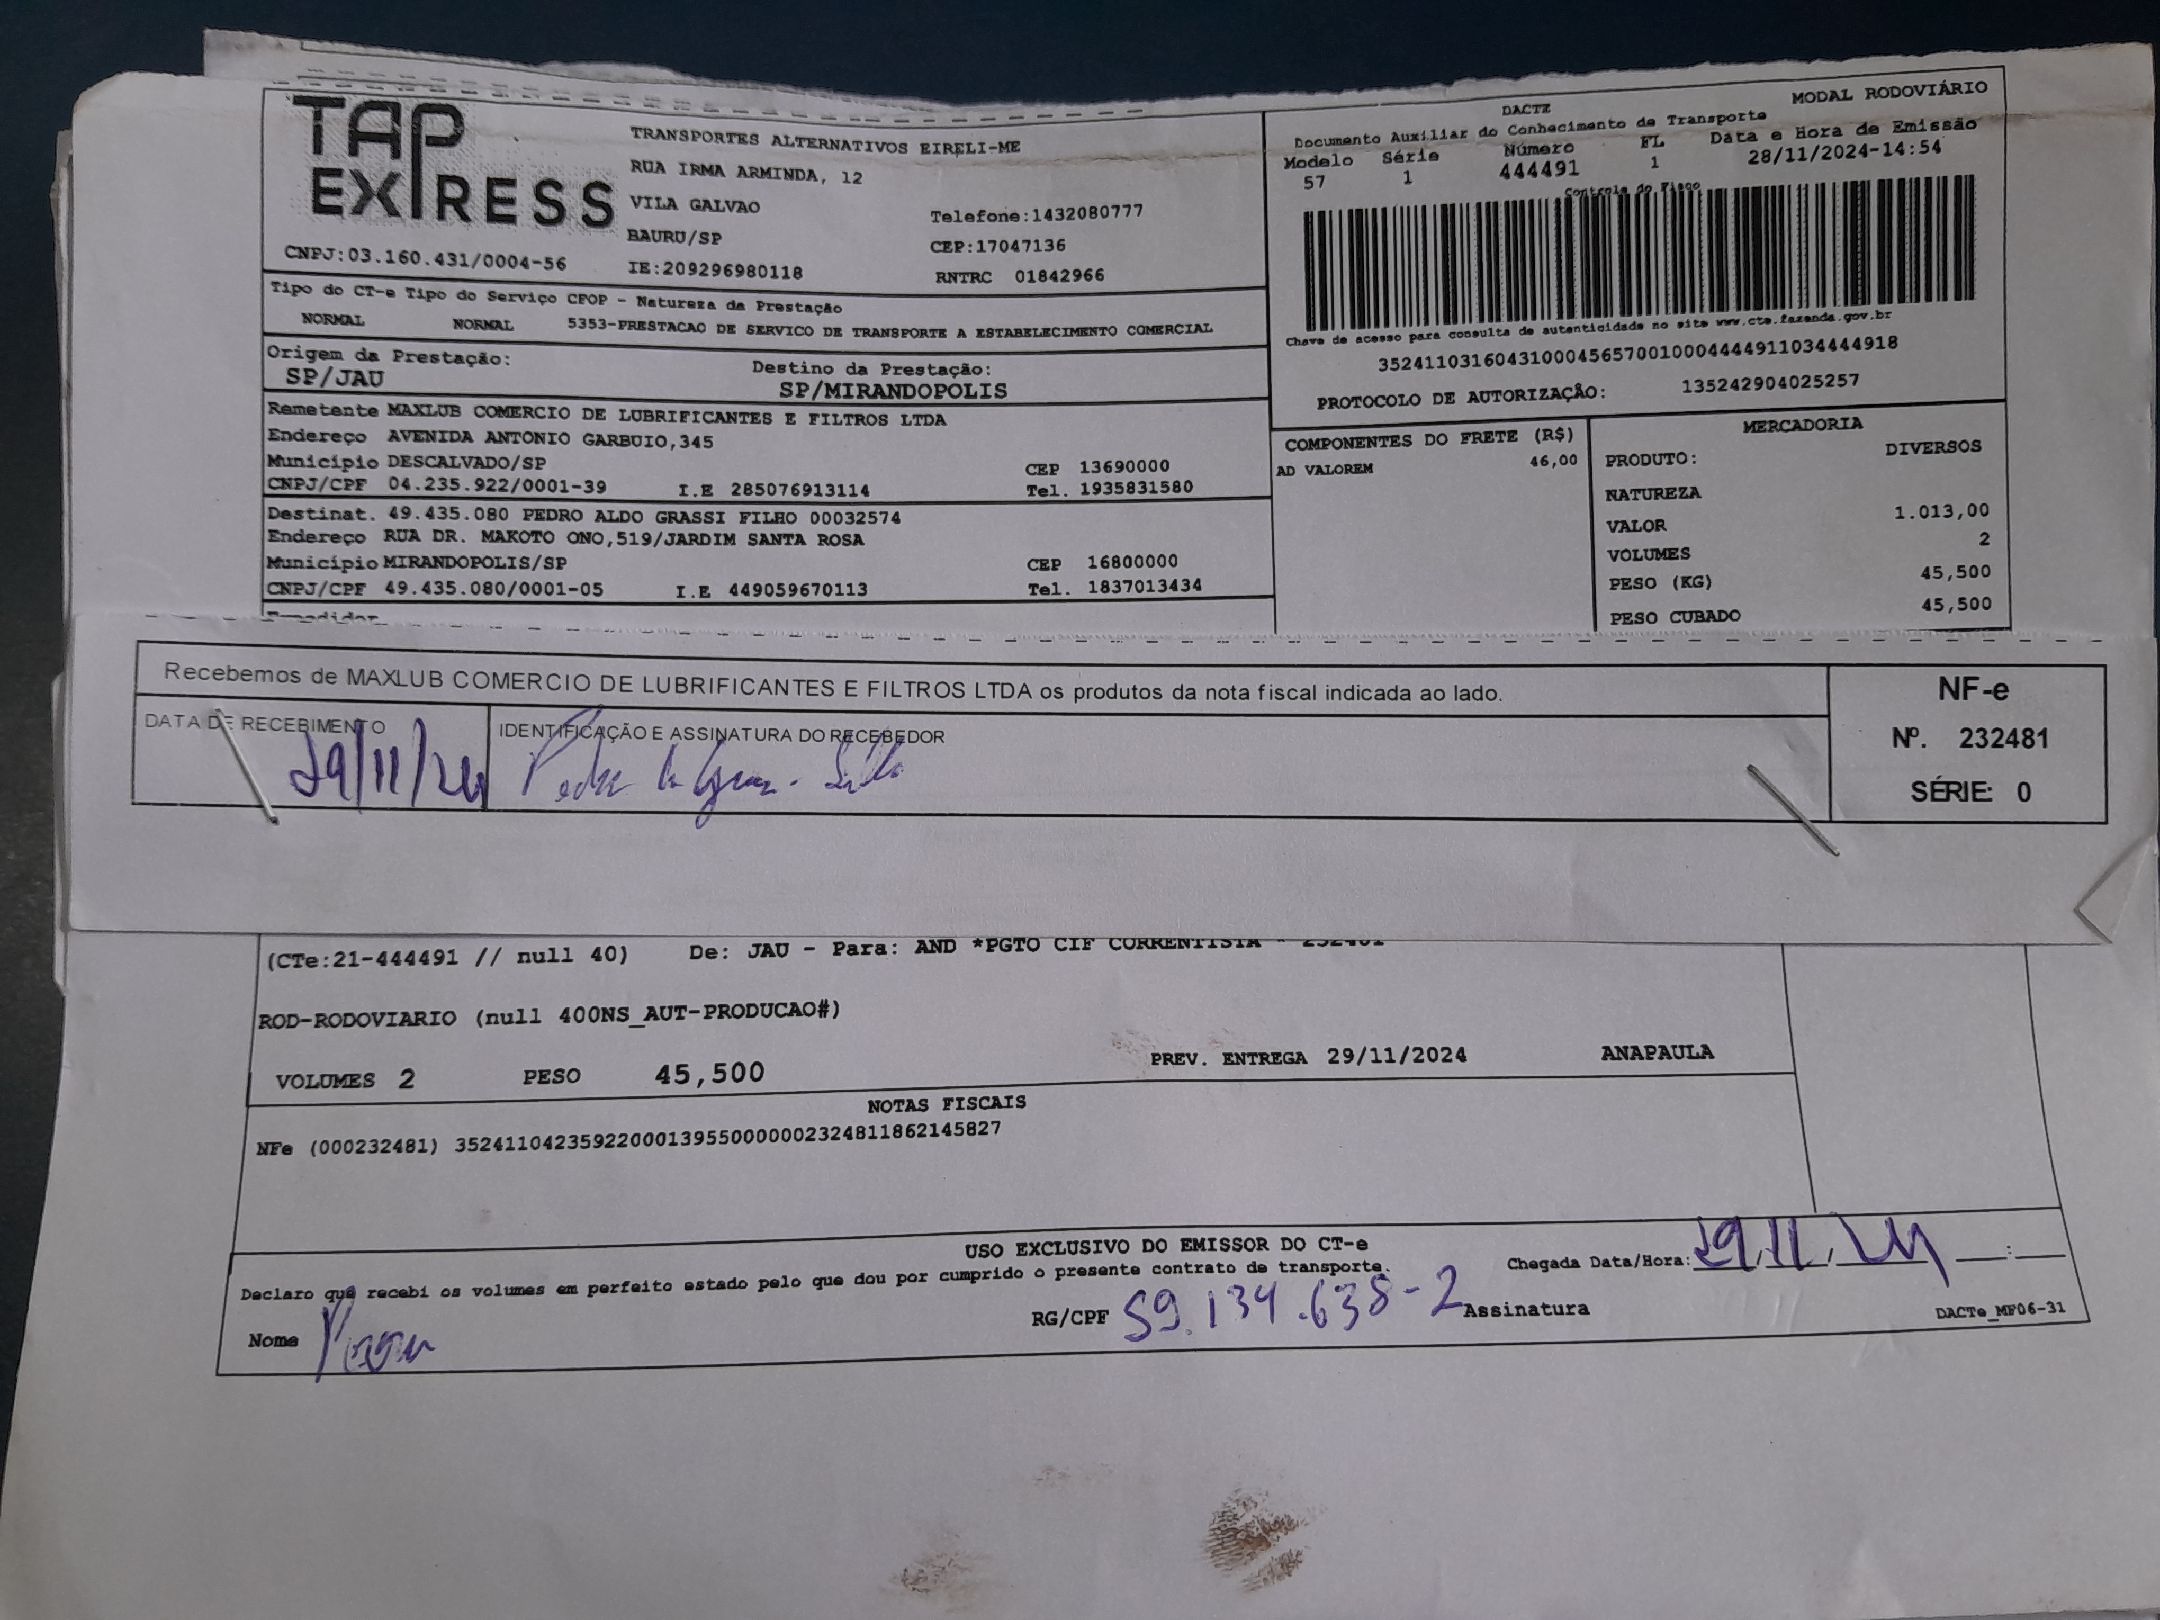 TAP EXPRESS
CNPJ:03.160.431/0004-56
TRANSPORTES ALTERNATIVOS EIRELI-ME
RUA IRMA ARMINDA, 12
VILA GALVAO
Telefone:1432080777
BAURU/SP
CEP:17047136
IE:209296980118
RNTRC 01842966
MODAL RODOVIÁRIO
DACTE
Documento Auxiliar do Conhecimento de Transporte
Modelo Série Número FL Data e Hora de Emissão
57 1 444491 1 28/11/2024-14:54
Controle do Fisco
Chave de acesso para consulta de autenticidade no site www.cte.fazenda.gov.br
35241103160431000456570010004444911034444918
PROTOCOLO DE AUTORIZAÇÃO: 135242904025257
Tipo do CT-e Tipo do Serviço CFOP - Natureza da Prestação
NORMAL NORMAL 5353-PRESTACAO DE SERVICO DE TRANSPORTE A ESTABELECIMENTO COMERCIAL
Origem da Prestação: Destino da Prestação:
SP/JAU SP/MIRANDOPOLIS
Remetente MAXLUB COMERCIO DE LUBRIFICANTES E FILTROS LTDA
Endereço AVENIDA ANTONIO GARBUIO,345
Município DESCALVADO/SP CEP 13690000
CNPJ/CPF 04.235.922/0001-39 I.E 285076913114 Tel. 1935831580
Destinat. 49.435.080 PEDRO ALDO GRASSI FILHO 00032574
Endereço RUA DR. MAKOTO ONO,519/JARDIM SANTA ROSA
Município MIRANDOPOLIS/SP CEP 16800000
CNPJ/CPF 49.435.080/0001-05 I.E 449059670113 Tel. 1837013434
Expedidor
COMPONENTES DO FRETE (R$)
AD VALOREM 46,00
MERCADORIA
PRODUTO: DIVERSOS
NATUREZA
VALOR 1.013,00
VOLUMES 2
PESO (KG) 45,500
PESO CUBADO 45,500
Recebemos de MAXLUB COMERCIO DE LUBRIFICANTES E FILTROS LTDA os produtos da nota fiscal indicada ao lado.
DATA DE RECEBIMENTO
29/11/24
IDENTIFICAÇÃO E ASSINATURA DO RECEBEDOR
NF-e
Nº. 232481
SÉRIE: 0
(CTe:21-444491 // null 40) De: JAU - Para: AND *PGTO CIF CORRENTISTA * 232481
ROD-RODOVIARIO (null 400NS_AUT-PRODUCAO#)
VOLUMES 2 PESO 45,500 PREV. ENTREGA 29/11/2024 ANAPAULA
NOTAS FISCAIS
NFe (000232481) 35241104235922000139550000002324811862145827
USO EXCLUSIVO DO EMISSOR DO CT-e
Declaro que recebi os volumes em perfeito estado pelo que dou por cumprido o presente contrato de transporte.
Chegada Data/Hora: 29/11/24 __:__
Nome RG/CPF 59.134.638-2 Assinatura
DACTe_MF06-31